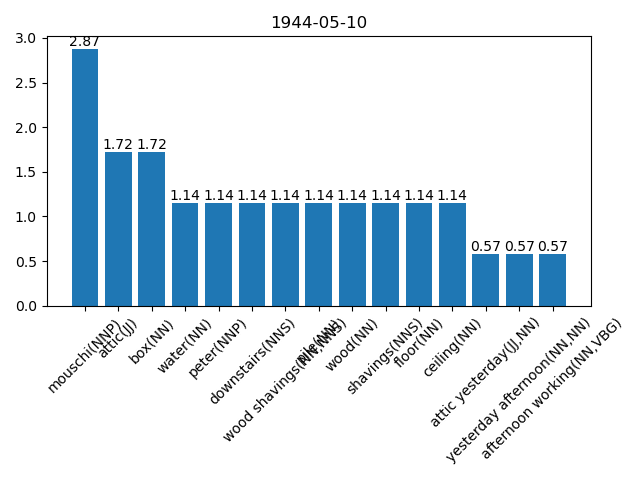 1944-05-10
3.0
2.5
2.0
1.5
1.0
0.5
0.0
2.87
1.72
1.72
1.14
1.14
1.14
1.14
1.14
1.14
1.14
1.14
1.14
0.57
0.57
0.57
mouschi(NNP)
attic(JJ)
box(NN)
water(NN)
peter(NNP)
downstairs(NNS)
wood shavings(NN,NNS)
pile(NN)
wood(NN)
shavings(NNS)
floor(NN)
ceiling(NN)
attic yesterday(JJ,NN)
yesterday afternoon(NN,NN)
afternoon working(NN,VBG)